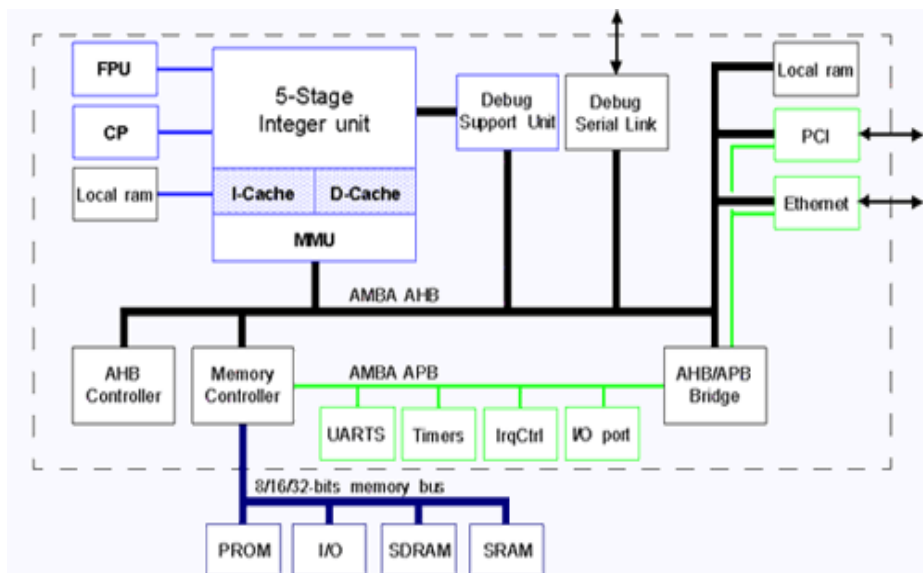 FPU
5-Stage
Integer unit
CP
Local ram
I-Cache
D-Cache
MMU
Debug
Support Unit
Debug
Serial Link
Local ram
PCI
Ethernet
AMBA AHB
AHB
Controller
Memory
Controller
AMBA APB
AHB/APB
Bridge
UARTS
Timers
IrqCtrl
I/O port
8/16/32-bits memory bus
PROM
I/O
SDRAM
SRAM